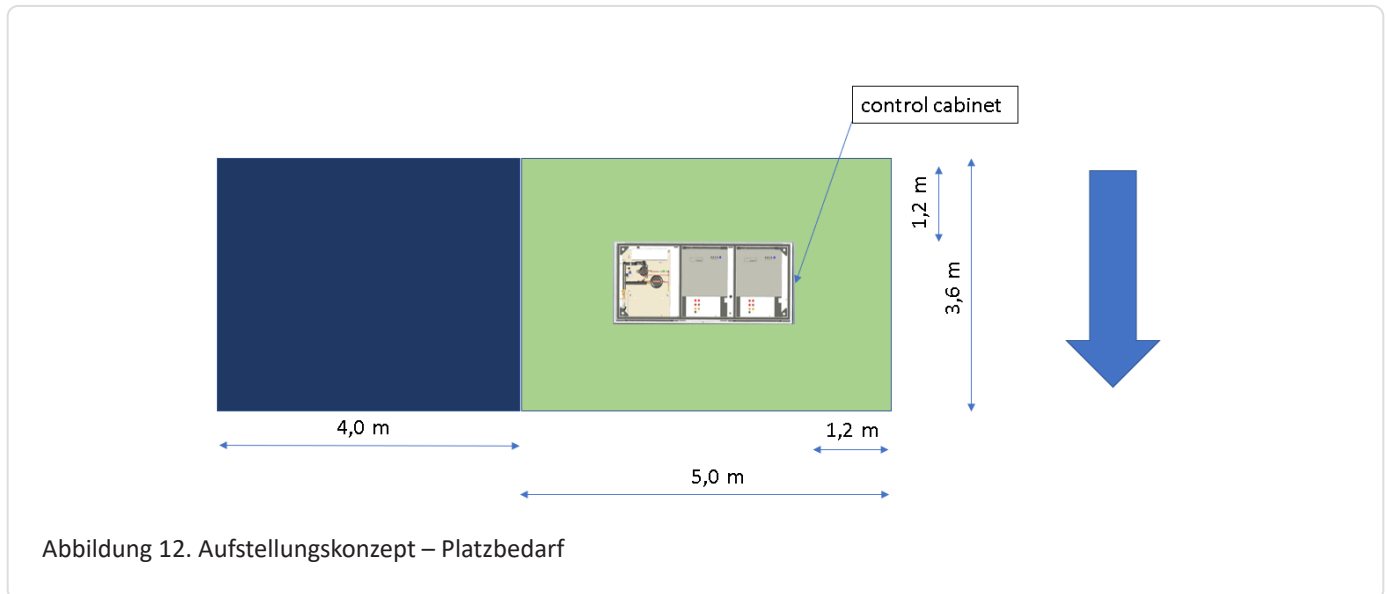 control cabinet
1,2 m
3,6 m
4,0 m
1,2 m
5,0 m
Abbildung 12. Aufstellungskonzept – Platzbedarf